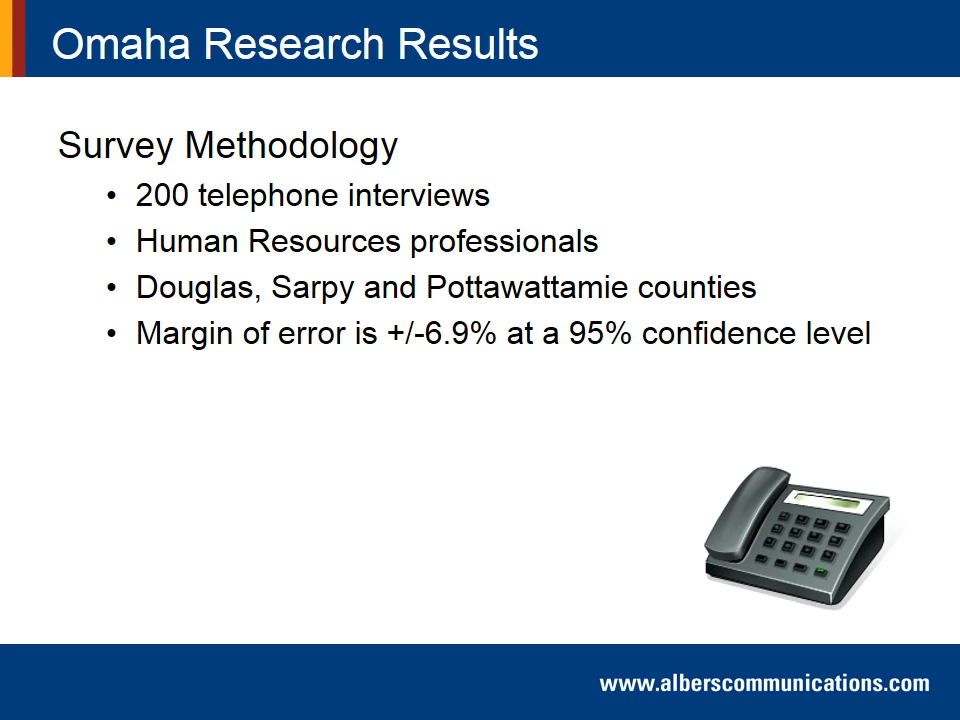 Omaha Research Results
Survey Methodology
• 200 telephone interviews
• Human Resources professionals
• Douglas, Sarpy and Pottawattamie counties
• Margin of error is +/-6.9% at a 95% confidence level
www.alberscommunications.com